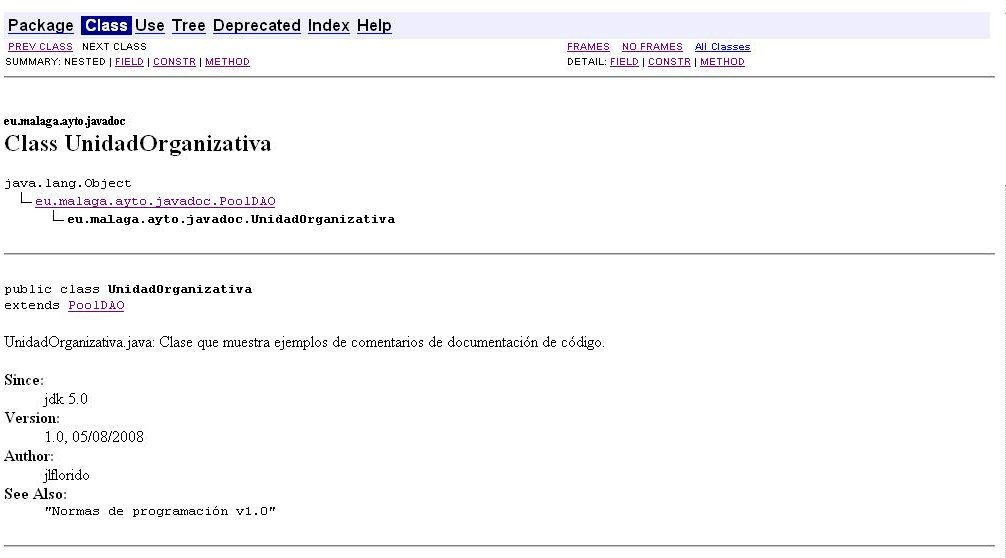 Package Class Use Tree Deprecated Index Help
PREV CLASS NEXT CLASS FRAMES NO FRAMES All Classes
SUMMARY: NESTED | FIELD | CONSTR | METHOD DETAIL: FIELD | CONSTR | METHOD
eu.malaga.ayto.javadoc
Class UnidadOrganizativa
java.lang.Object
eu.malaga.ayto.javadoc.PoolDAO
eu.malaga.ayto.javadoc.UnidadOrganizativa
public class UnidadOrganizativa
extends PoolDAO
UnidadOrganizativa.java: Clase que muestra ejemplos de comentarios de documentación de código.
Since:
jdk 5.0
Version:
1.0, 05/08/2008
Author:
jlflorido
See Also:
"Normas de programación v1.0"